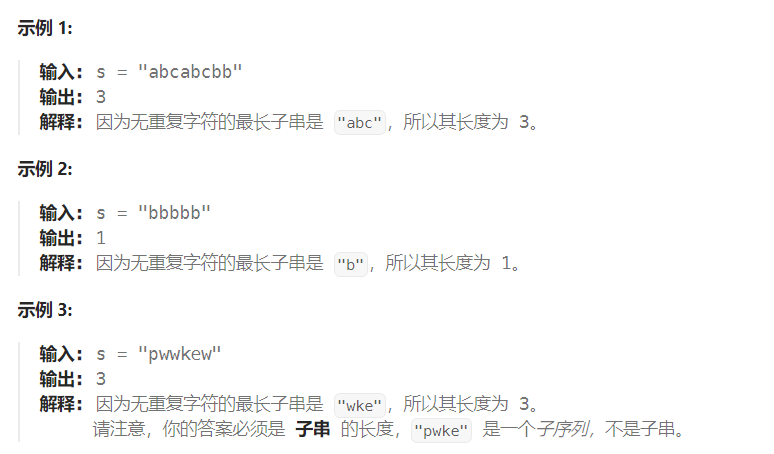 示例 1:
输入: s = "abcabcbb"
输出: 3
解释: 因为无重复字符的最长子串是 "abc"，所以其长度为 3。
示例 2:
输入: s = "bbbbb"
输出: 1
解释: 因为无重复字符的最长子串是 "b"，所以其长度为 1。
示例 3:
输入: s = "pwwkew"
输出: 3
解释: 因为无重复字符的最长子串是 "wke"，所以其长度为 3。
请注意，你的答案必须是 子串 的长度，"pwke" 是一个子序列，不是子串。